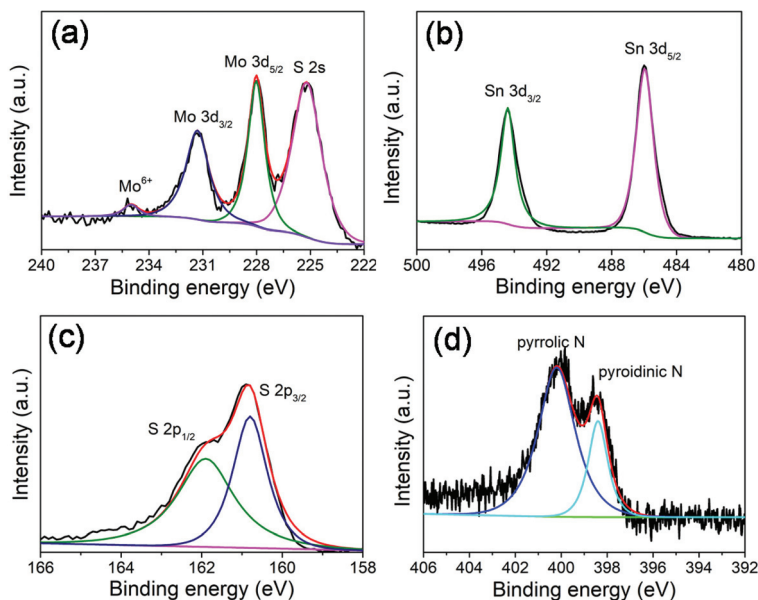 (a)
Mo 3d5/2
S 2s
Mo 3d3/2
Mo6+
Intensity (a.u.)
240 237 234 231 228 225 222
Binding energy (eV)
(b)
Sn 3d5/2
Sn 3d3/2
Intensity (a.u.)
500 496 492 488 484 480
Binding energy (eV)
(c)
S 2p3/2
S 2p1/2
Intensity (a.u.)
166 164 162 160 158
Binding energy (eV)
(d)
pyrrolic N
pyroidinic N
Intensity (a.u.)
406 404 402 400 398 396 394 392
Binding energy (eV)